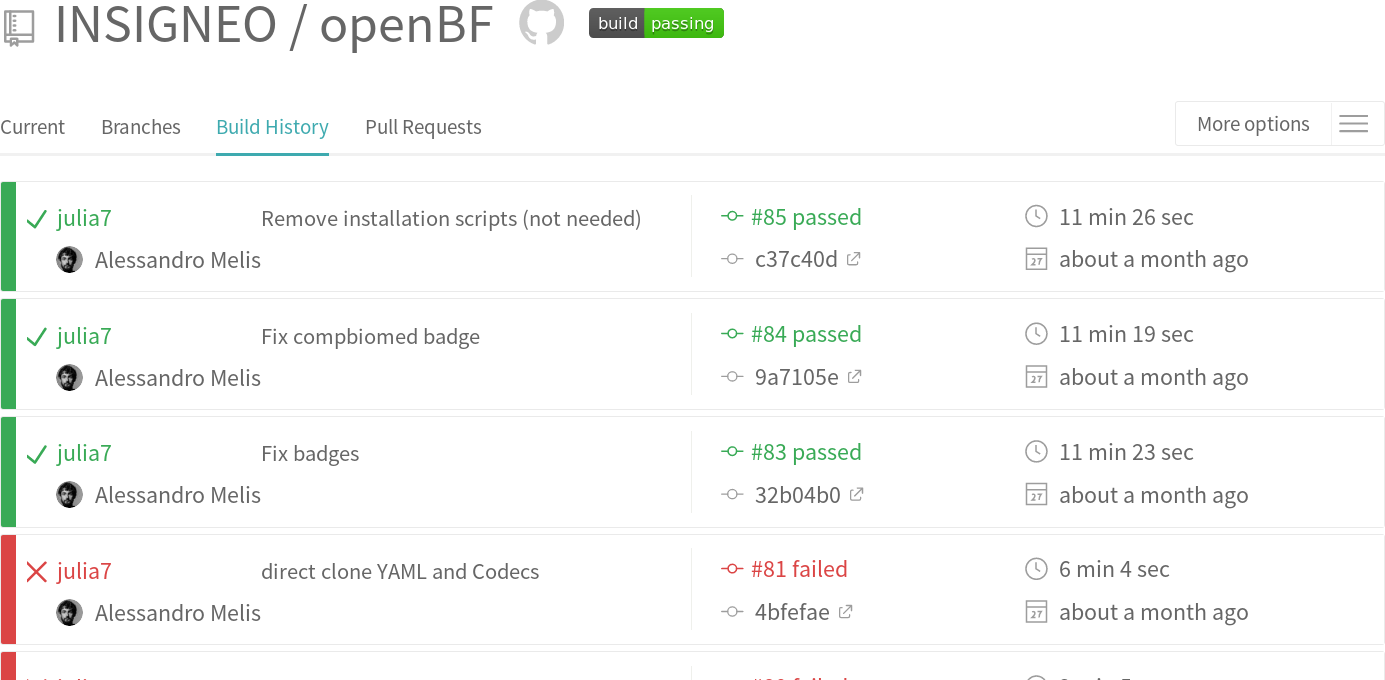 INSIGNEO / openBF build passing
Current Branches Build History Pull Requests More options
julia7 Remove installation scripts (not needed) #85 passed 11 min 26 sec
Alessandro Melis c37c40d 27 about a month ago
julia7 Fix compbiomed badge #84 passed 11 min 19 sec
Alessandro Melis 9a7105e 27 about a month ago
julia7 Fix badges #83 passed 11 min 23 sec
Alessandro Melis 32b04b0 27 about a month ago
julia7 direct clone YAML and Codecs #81 failed 6 min 4 sec
Alessandro Melis 4bfefae 27 about a month ago